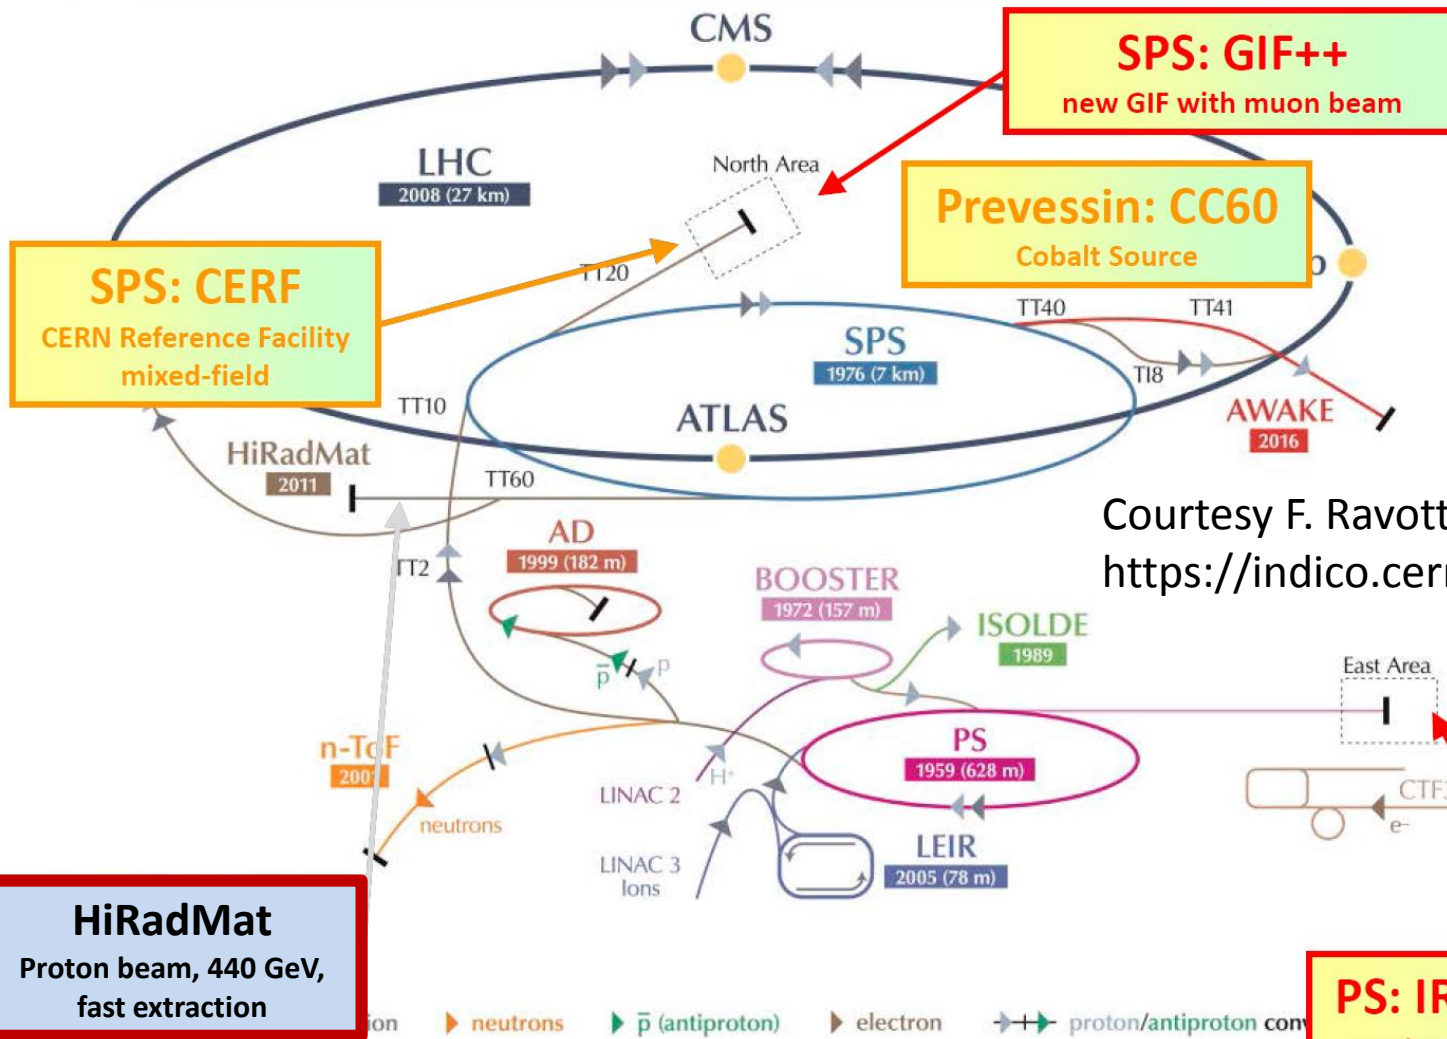 CMS
SPS: GIF++
new GIF with muon beam
LHC
2008 (27 km)
North Area
Prevessin: CC60
Cobalt Source
b
SPS: CERF
CERN Reference Facility
mixed-field
TT20
TT40
TT41
SPS
1976 (7 km)
TI8
TT10
ATLAS
AWAKE
2016
HiRadMat
2011
TT60
Courtesy F. Ravott
https://indico.cer
AD
1999 (182 m)
TT2
BOOSTER
1972 (157 m)
ISOLDE
1989
p̅
p
East Area
n-ToF
PS
1959 (628 m)
H⁺
LINAC 2
neutrons
CTF3
e-
LEIR
2005 (78 m)
LINAC 3
Ions
HiRadMat
Proton beam, 440 GeV,
fast extraction
PS: IR
ion
neutrons
p̅ (antiproton)
electron
proton/antiproton conv